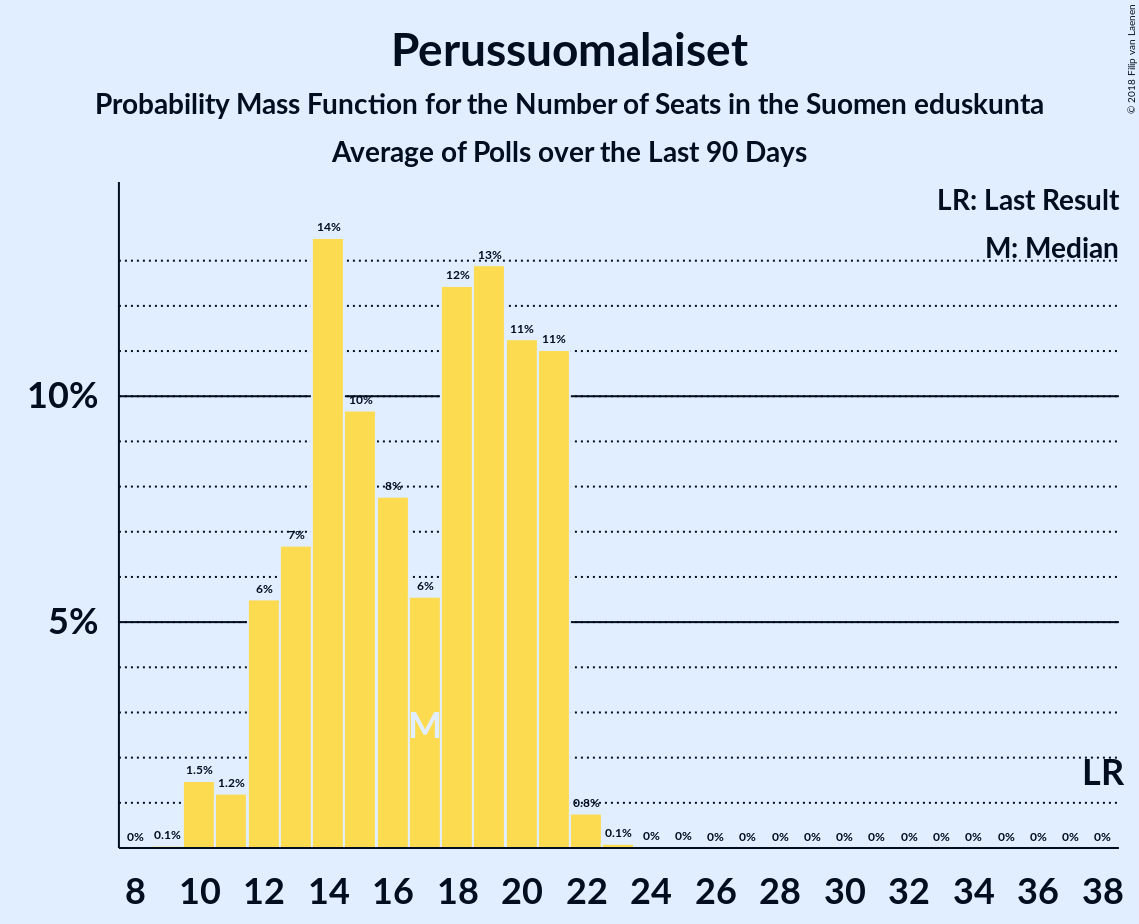 Perussuomalaiset
Probability Mass Function for the Number of Seats in the Suomen eduskunta
Average of Polls over the Last 90 Days
© 2018 Filip van Laenen
LR: Last Result
M: Median
10%
5%
0% 0.1% 1.5% 1.2% 6% 7% 14% 10% 8% 6% 12% 13% 11% 11% 0.8% 0.1% 0% 0% 0% 0% 0% 0% 0% 0% 0% 0% 0% 0% 0% 0% 0%
M
LR
8 10 12 14 16 18 20 22 24 26 28 30 32 34 36 38